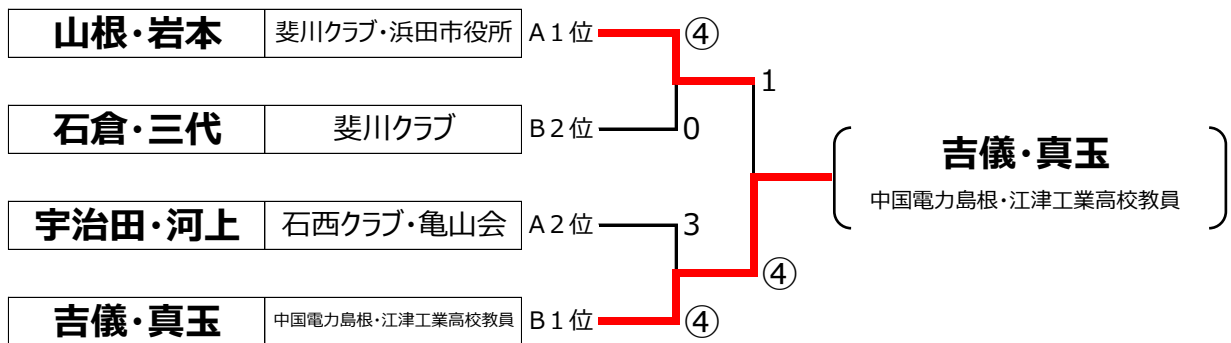 山根・岩本 斐川クラブ・浜田市役所 A1位 ④
1
石倉・三代 斐川クラブ B2位 0
吉儀・真玉
中国電力島根・江津工業高校教員
宇治田・河上 石西クラブ・亀山会 A2位 3
④
吉儀・真玉 中国電力島根・江津工業高校教員 B1位 ④